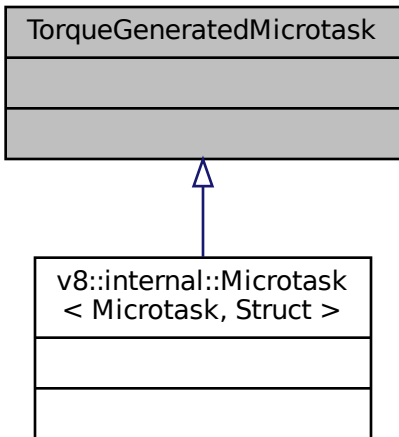 TorqueGeneratedMicrotask
v8::internal::Microtask
< Microtask, Struct >